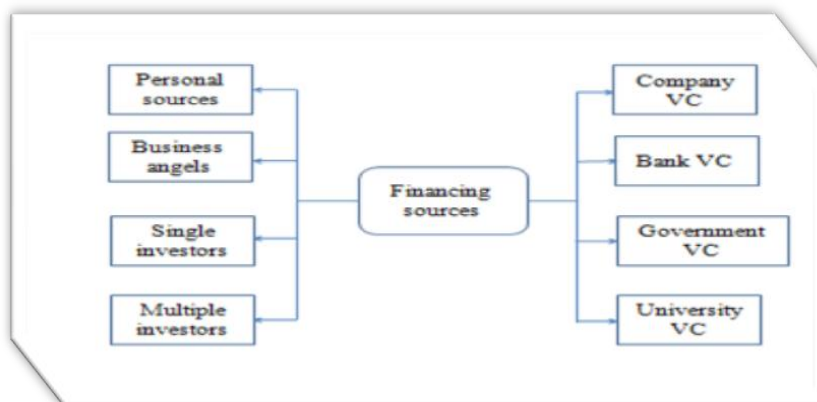 Personal
sources
Business
angels
Single
investors
Multiple
investors
Financing
sources
Company
VC
Bank VC
Government
VC
University
VC